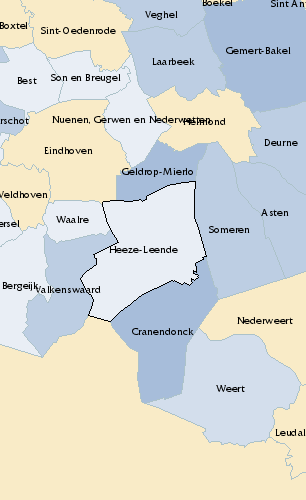 Boekel
Sint An
Veghel
Boxtel
Sint-Oedenrode
Gemert-Bakel
Laarbeek
Best
Son en Breugel
rschot
Nuenen, Gerwen en Nederwetten
Helmond
Deurne
Eindhoven
Geldrop-Mierlo
Veldhoven
Asten
Waalre
ersel
Someren
Heeze-Leende
Bergeijk
Valkenswaard
Nederweert
Cranendonck
Weert
Leudal